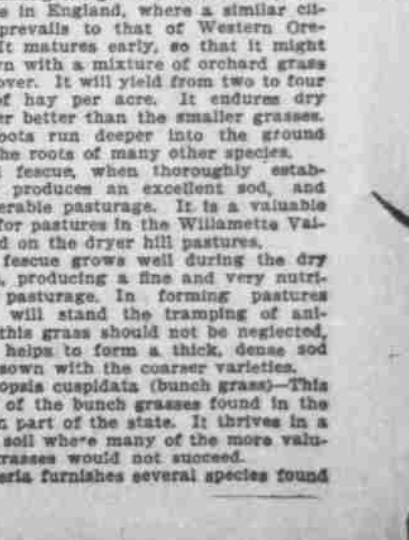 e in England, where a similar cli-
prevails to that of Western Ore-
It matures early, so that it might
n with a mixture of orchard grass
over. It will yield from two to four
of hay per acre. It endures dry
er better than the smaller grasses.
oots run deeper into the ground
he roots of many other species.
fescue, when thoroughly estab-
produces an excellent sod, and
erable pasturage. It is a valuable
for pastures in the Willamette Val-
d on the dryer hill pastures.
fescue grows well during the dry
, producing a fine and very nutri-
pasturage. In forming pastures
will stand the tramping of ani-
this grass should not be neglected,
helps to form a thick, dense sod
sown with the coarser varieties.
opsis cuspidata (bunch grass)—This
of the bunch grasses found in the
n part of the state. It thrives in a
soil where many of the more valu-
rasses would not succeed.
eria furnishes several species found